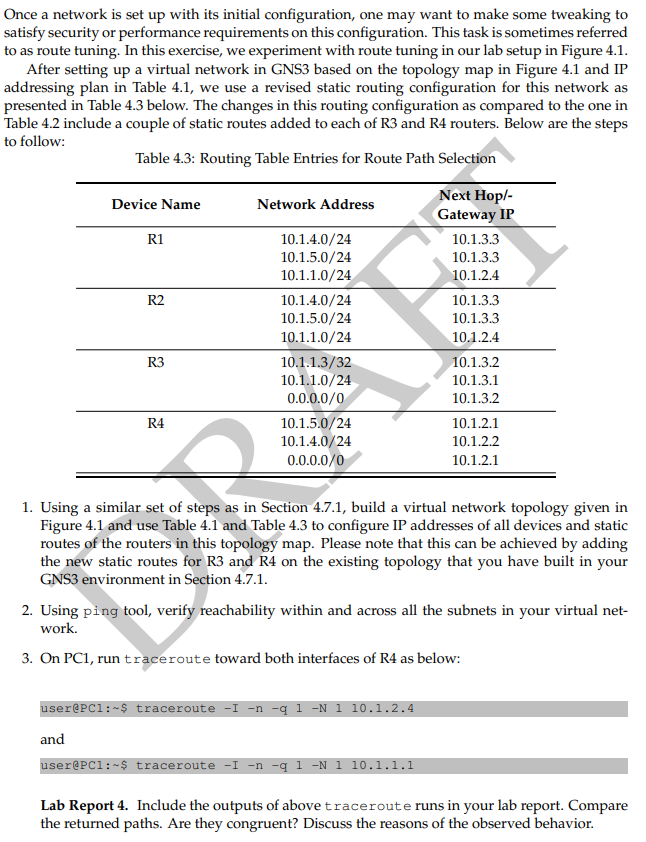 Once a network is set up with its initial configuration, one may want to make some tweaking to
satisfy security or performance requirements on this configuration. This task is sometimes referred
to as route tuning. In this exercise, we experiment with route tuning in our lab setup in Figure 4.1.
After setting up a virtual network in GNS3 based on the topology map in Figure 4.1 and IP
addressing plan in Table 4.1, we use a revised static routing configuration for this network as
presented in Table 4.3 below. The changes in this routing configuration as compared to the one in
Table 4.2 include a couple of static routes added to each of R3 and R4 routers. Below are the steps
to follow:
Table 4.3: Routing Table Entries for Route Path Selection
Device Name Network Address Next Hop/-
Gateway IP
R1 10.1.4.0/24 10.1.3.3
10.1.5.0/24 10.1.3.3
10.1.1.0/24 10.1.2.4
R2 10.1.4.0/24 10.1.3.3
10.1.5.0/24 10.1.3.3
10.1.1.0/24 10.1.2.4
R3 10.1.1.3/32 10.1.3.2
10.1.1.0/24 10.1.3.1
0.0.0.0/0 10.1.3.2
R4 10.1.5.0/24 10.1.2.1
10.1.4.0/24 10.1.2.2
0.0.0.0/0 10.1.2.1
DRAFT
1. Using a similar set of steps as in Section 4.7.1, build a virtual network topology given in
Figure 4.1 and use Table 4.1 and Table 4.3 to configure IP addresses of all devices and static
routes of the routers in this topology map. Please note that this can be achieved by adding
the new static routes for R3 and R4 on the existing topology that you have built in your
GNS3 environment in Section 4.7.1.
2. Using ping tool, verify reachability within and across all the subnets in your virtual net-
work.
3. On PC1, run traceroute toward both interfaces of R4 as below:
user@PC1:~$ traceroute -I -n -q 1 -N 1 10.1.2.4
and
user@PC1:~$ traceroute -I -n -q 1 -N 1 10.1.1.1
Lab Report 4. Include the outputs of above traceroute runs in your lab report. Compare
the returned paths. Are they congruent? Discuss the reasons of the observed behavior.